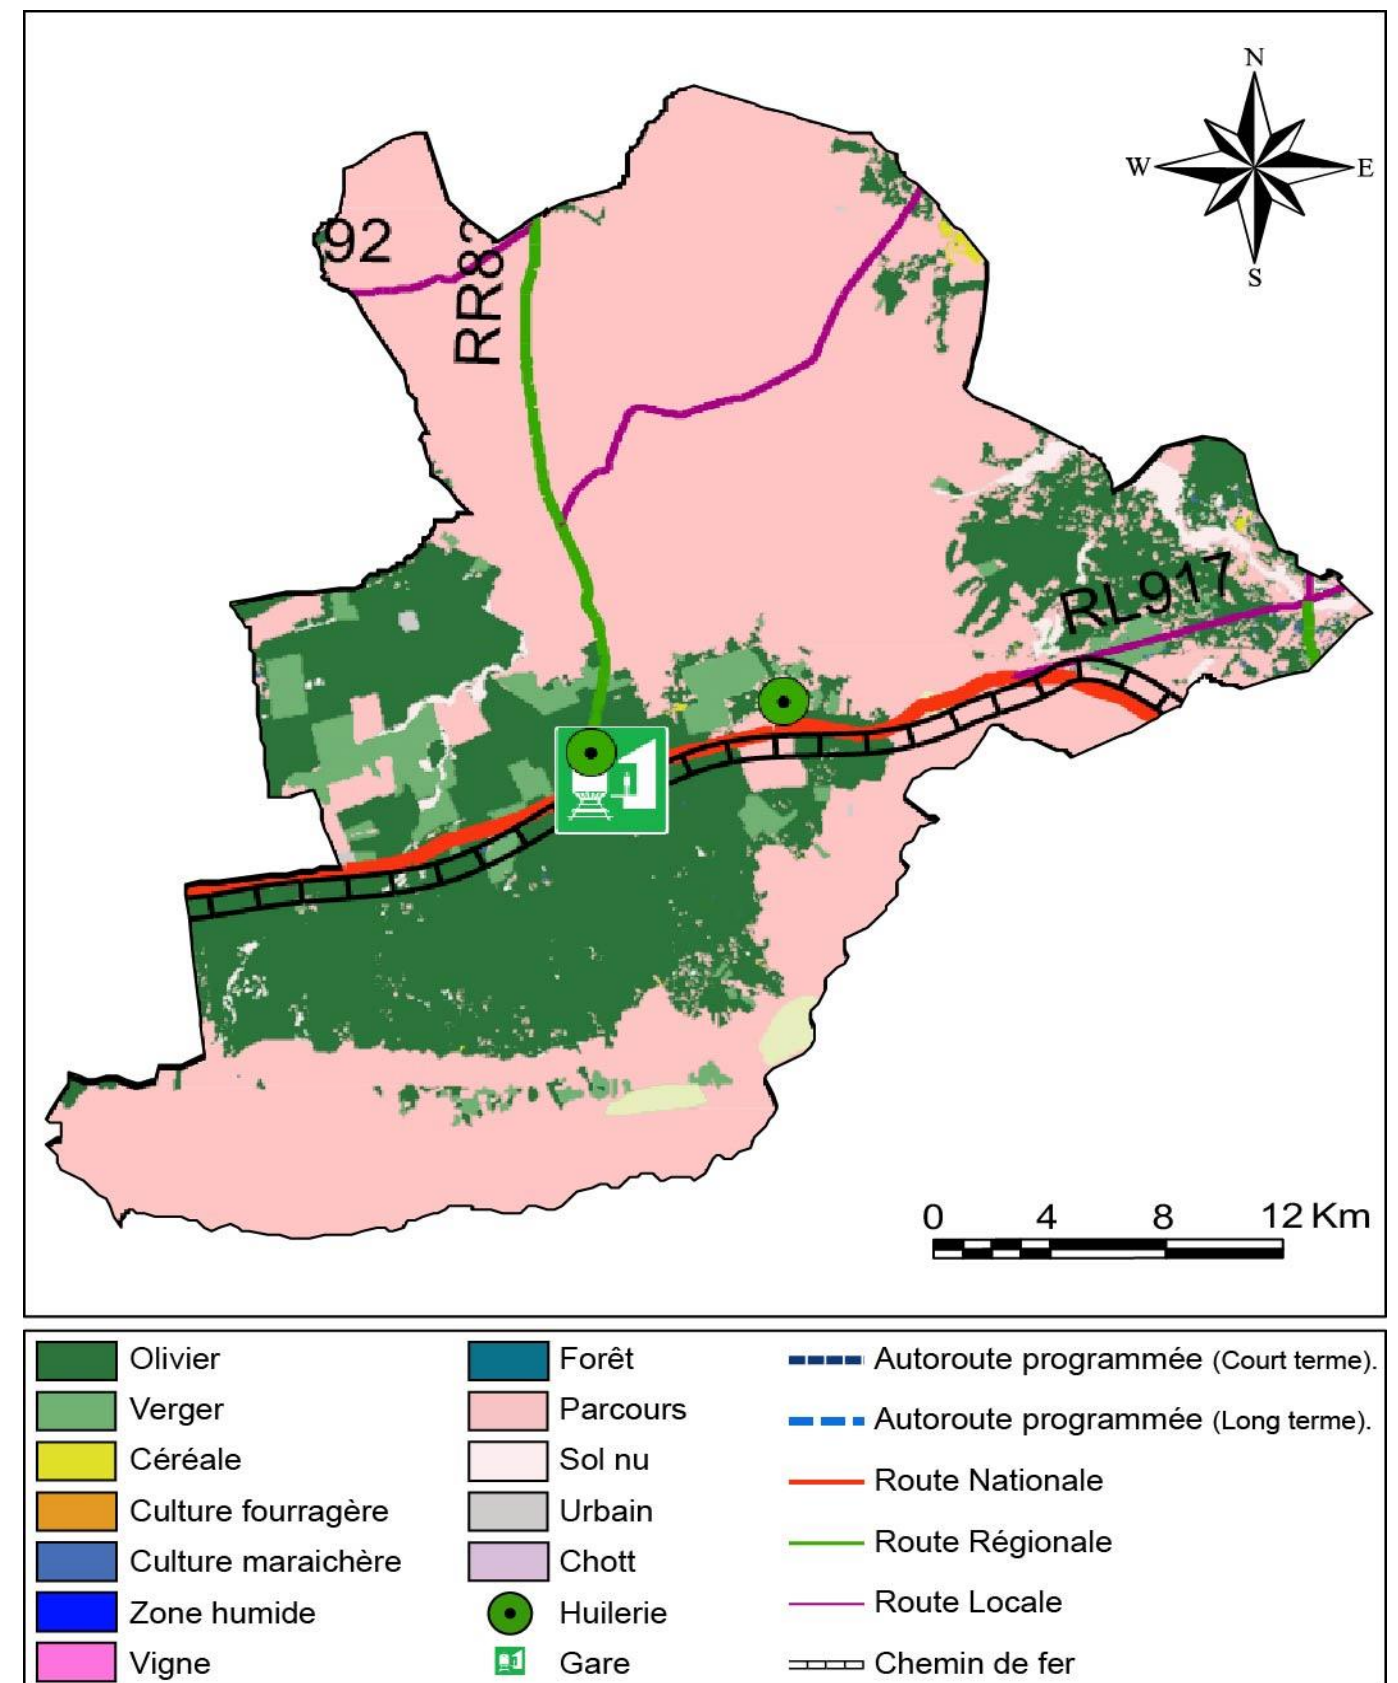 N
W E
S
92
RR82
RL917
0 4 8 12 Km
Olivier
Verger
Céréale
Culture fourragère
Culture maraichère
Zone humide
Vigne
Forêt
Parcours
Sol nu
Urbain
Chott
Huilerie
Gare
Autoroute programmée (Court terme).
Autoroute programmée (Long terme).
Route Nationale
Route Régionale
Route Locale
Chemin de fer